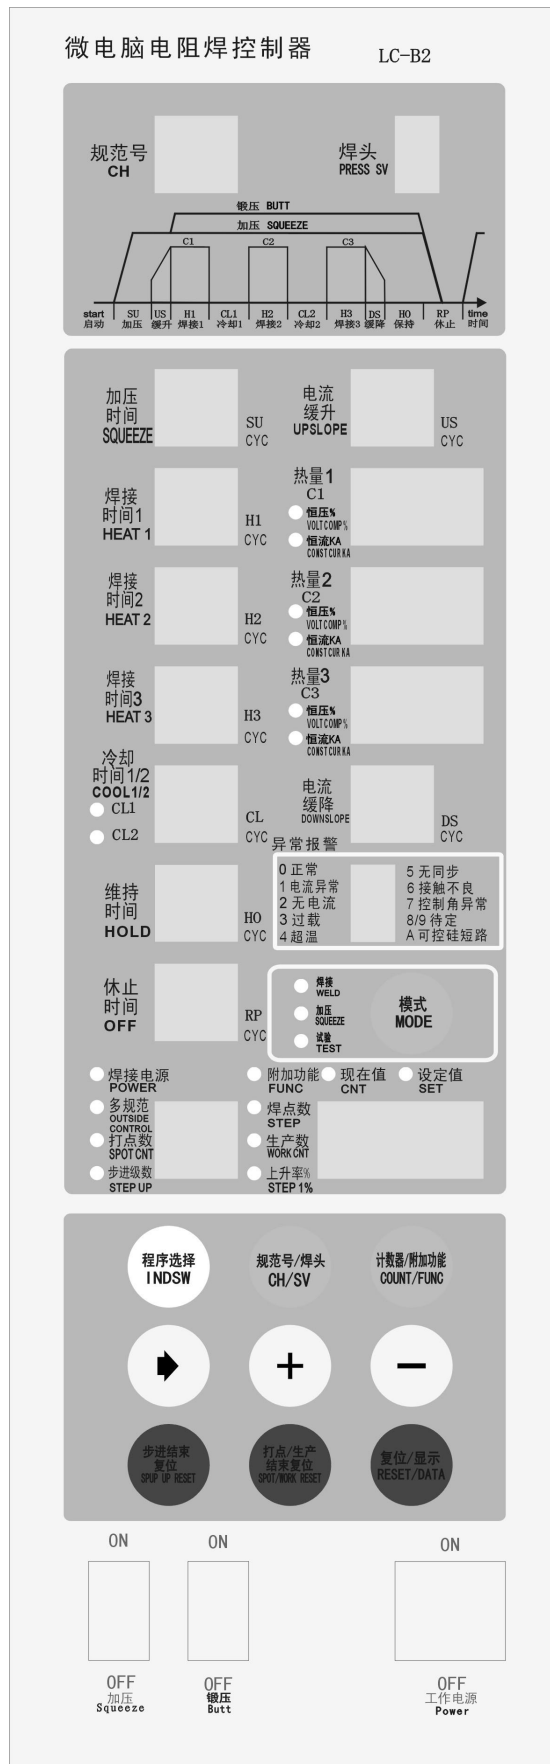 微电脑电阻焊控制器 LC-B2
规范号
CH
焊头
PRESS SV
锻压 BUTT
加压 SQUEEZE
C1 C2 C3
start SU US H1 CL1 H2 CL2 H3 DS HO RP time
启动 加压 缓升 焊接1 冷却1 焊接2 冷却2 焊接3 缓降 保持 休止 时间
加压
时间
SQUEEZE
SU
CYC
电流
缓升
UPSLOPE
US
CYC
焊接
时间1
HEAT 1
H1
CYC
热量1
C1
恒压%
VOLT COMP%
恒流KA
CONST CUR KA
焊接
时间2
HEAT 2
H2
CYC
热量2
C2
恒压%
VOLT COMP%
恒流KA
CONST CUR KA
焊接
时间3
HEAT 3
H3
CYC
热量3
C3
恒压%
VOLT COMP%
恒流KA
CONST CUR KA
冷却
时间1/2
COOL1/2
CL1
CL2
CL
CYC
电流
缓降
DOWNSLOPE
DS
CYC
维持
时间
HOLD
HO
CYC
异常报警
0 正常
1 电流异常
2 无电流
3 过载
4 超温
5 无同步
6 接触不良
7 控制角异常
8/9 待定
A 可控硅短路
休止
时间
OFF
RP
CYC
焊接
WELD
加压
SQUEEZE
试验
TEST
模式
MODE
焊接电源
POWER
多规范
OUTSIDE
CONTROL
打点数
SPOT CNT
步进级数
STEP UP
附加功能
FUNC
现在值
CNT
设定值
SET
焊点数
STEP
生产数
WORK CNT
上升率%
STEP 1%
程序选择
INDSW
规范号/焊头
CH/SV
计数器/附加功能
COUNT/FUNC
+
−
步进结束
复位
SPUP UP RESET
打点/生产
结束复位
SPOT/WORK RESET
复位/显示
RESET/DATA
ON ON ON
OFF
加压
Squeeze
OFF
锻压
Butt
OFF
工作电源
Power